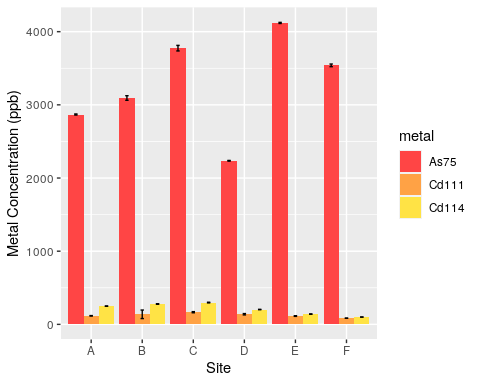 4000
3000
2000
1000
0
Metal Concentration (ppb)
A B C D E F
Site
metal
As75
Cd111
Cd114